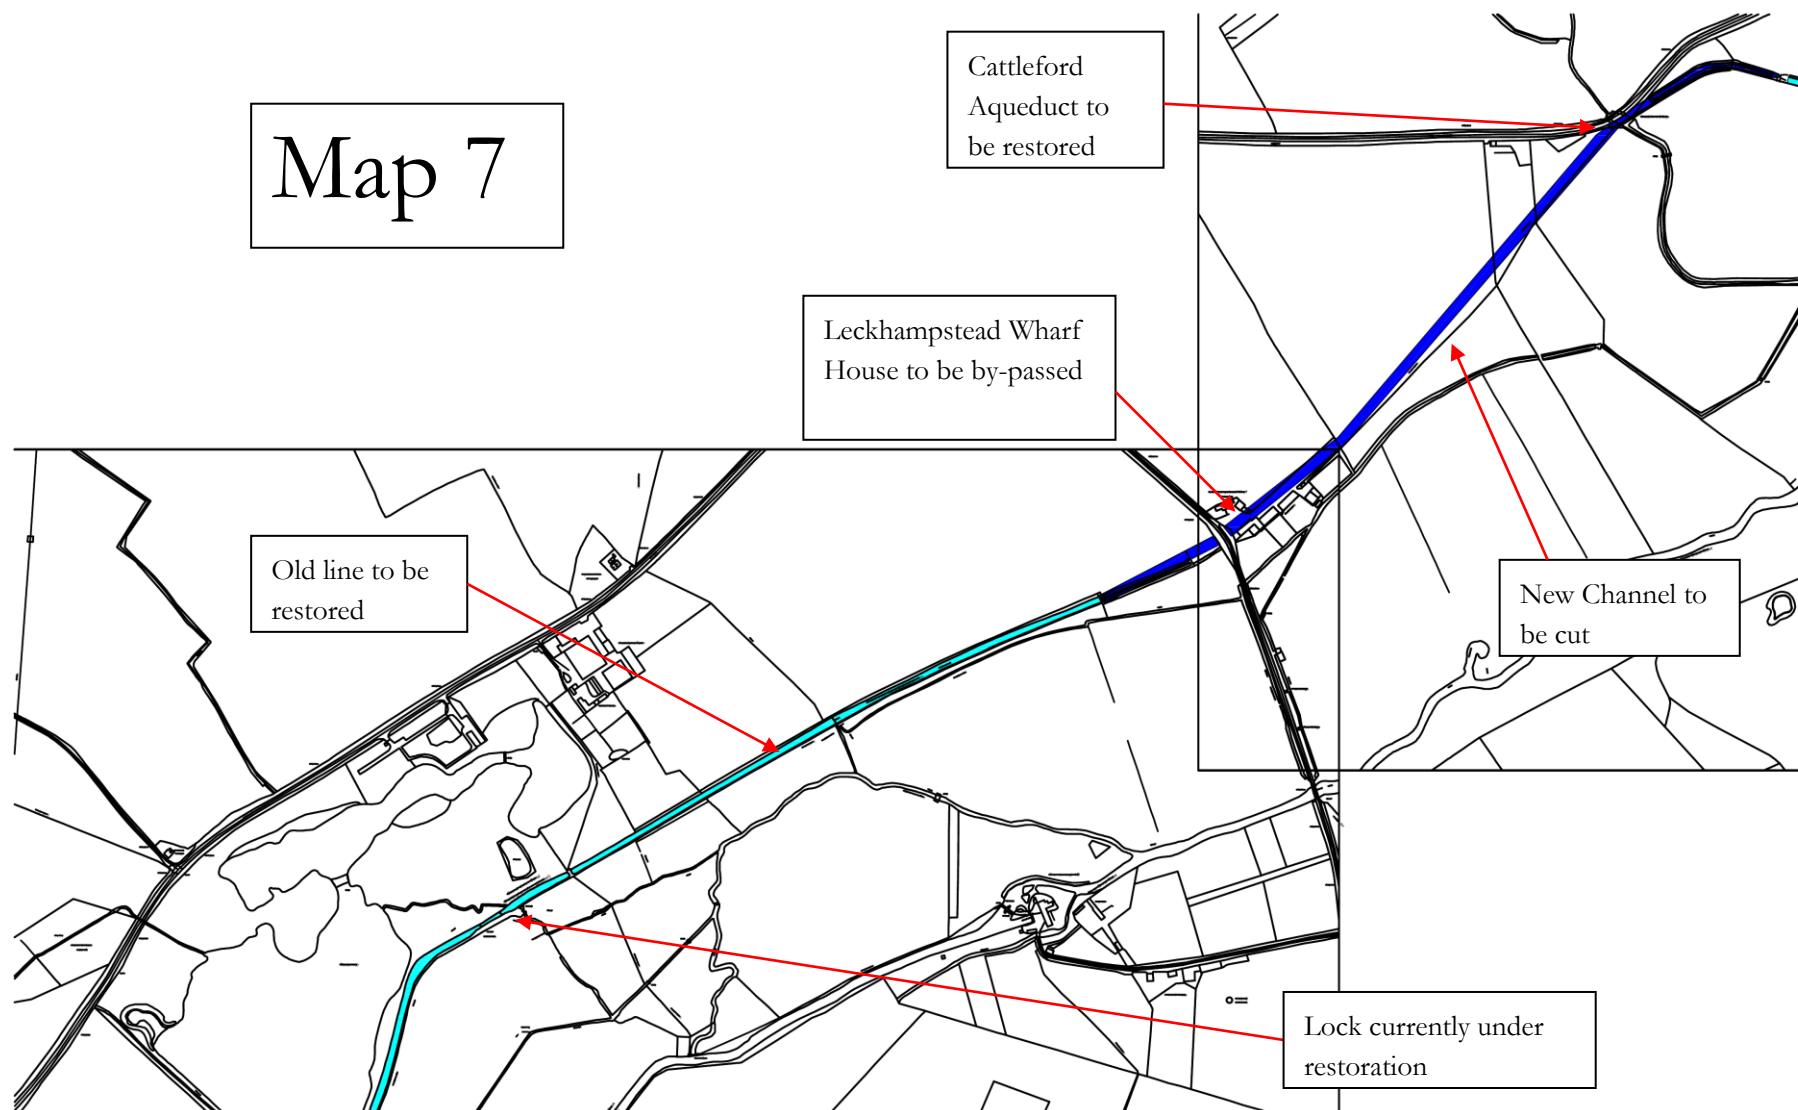 Map 7
Cattleford
Aqueduct to
be restored
Leckhampstead Wharf
House to be by-passed
Old line to be
restored
New Channel to
be cut
Lock currently under
restoration